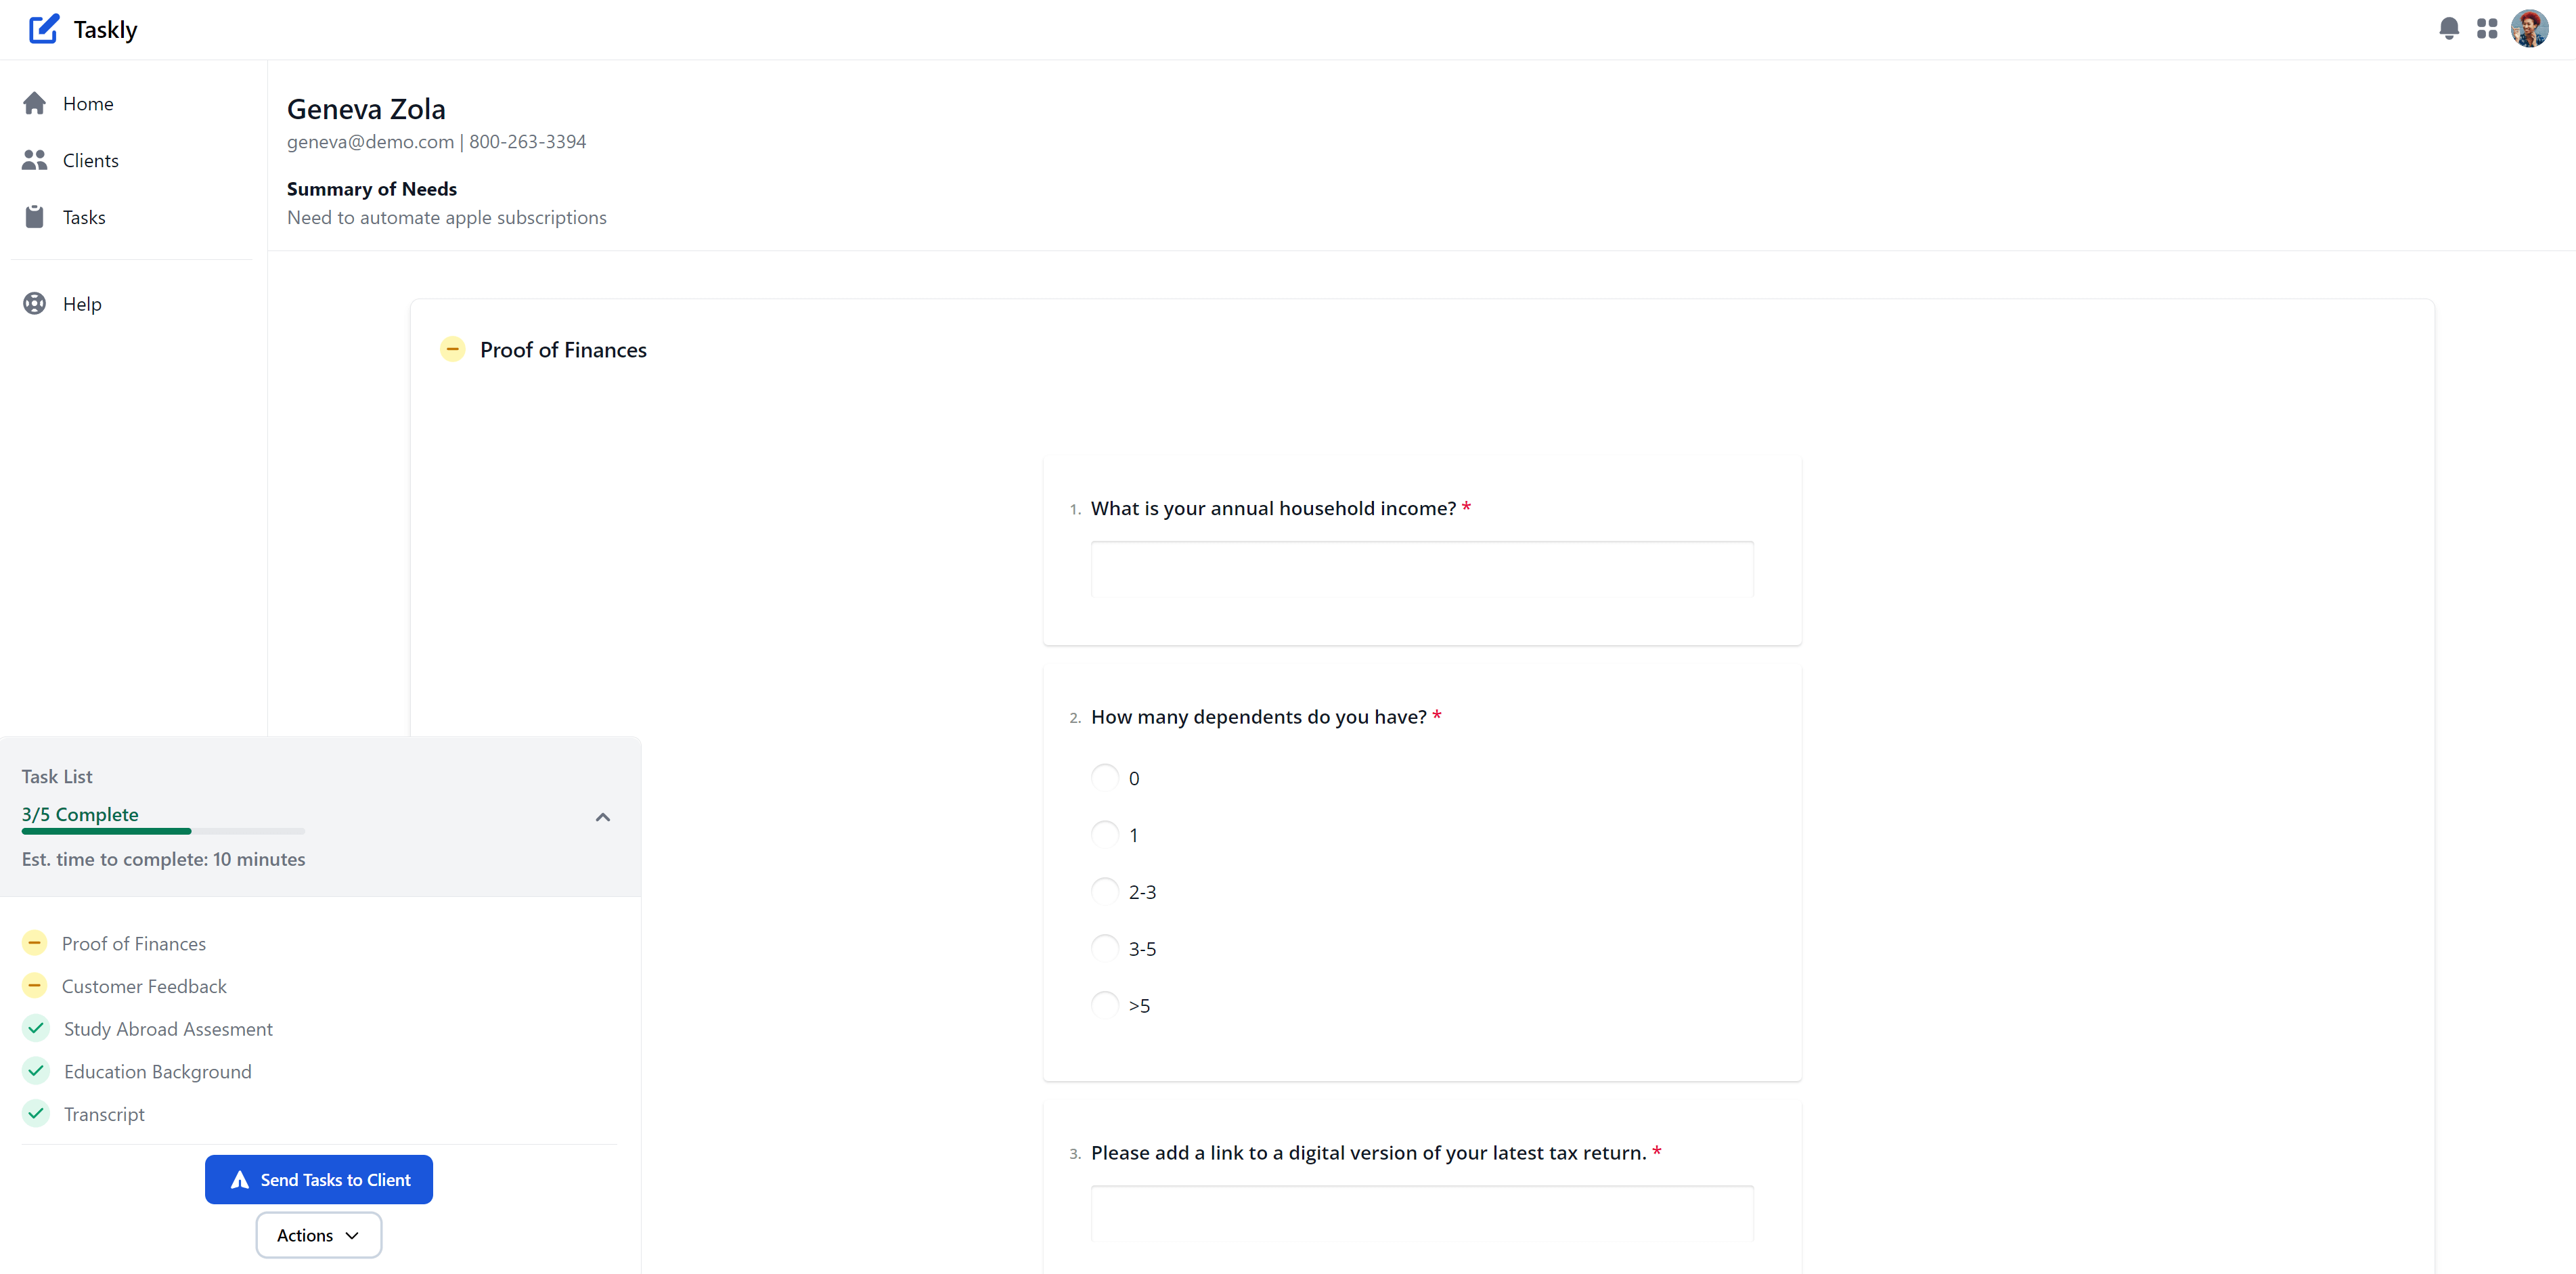 Taskly
Home
Clients
Tasks
Help
Geneva Zola
geneva@demo.com | 800-263-3394
Summary of Needs
Need to automate apple subscriptions
Proof of Finances
1. What is your annual household income? *
2. How many dependents do you have? *
0
1
2-3
3-5
>5
3. Please add a link to a digital version of your latest tax return. *
Task List
3/5 Complete
Est. time to complete: 10 minutes
Proof of Finances
Customer Feedback
Study Abroad Assesment
Education Background
Transcript
Send Tasks to Client
Actions